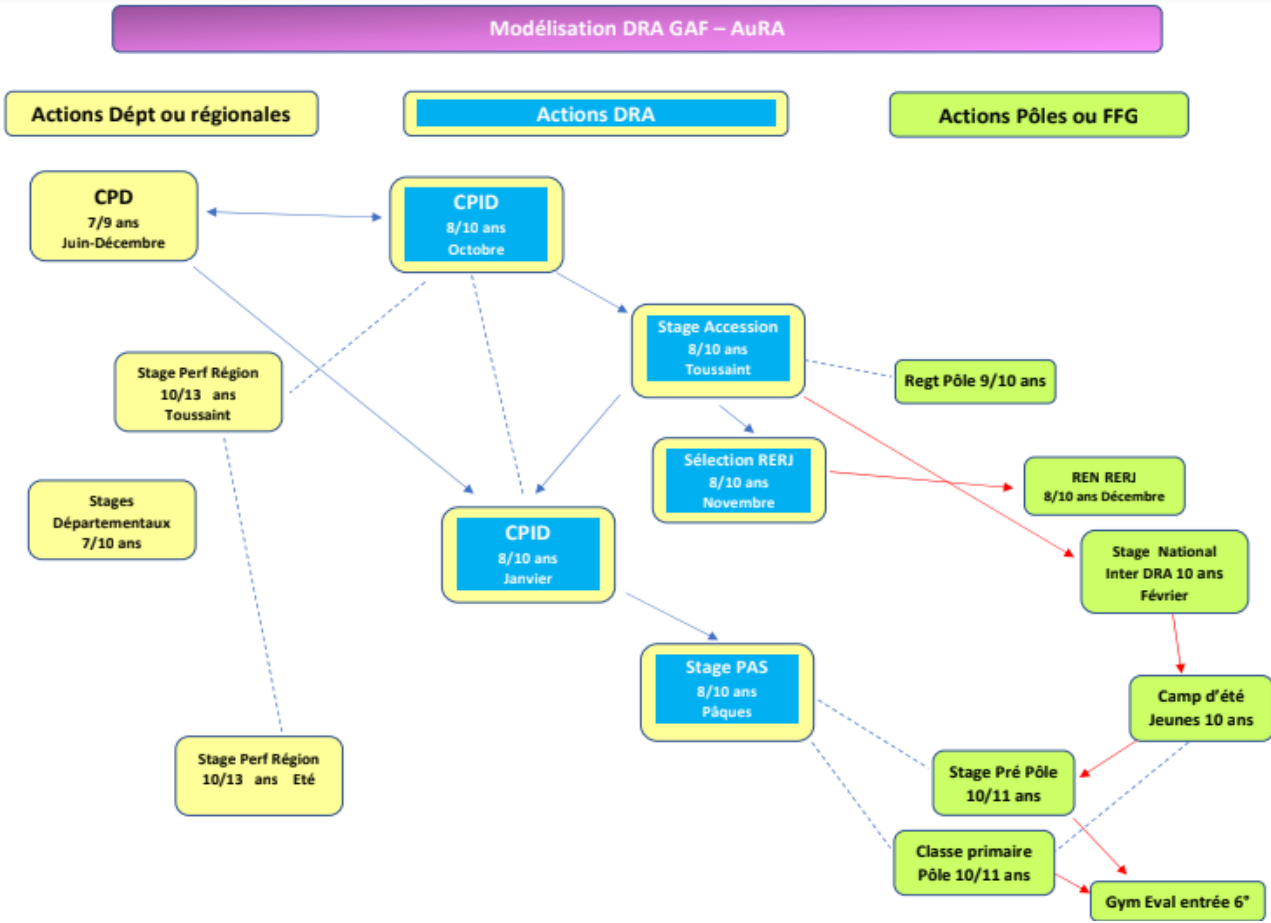 Modélisation DRA GAF – AuRA
Actions Dépt ou régionales
Actions DRA
Actions Pôles ou FFG
CPD
7/9 ans
Juin-Décembre
CPID
8/10 ans
Octobre
Stage Accession
8/10 ans
Toussaint
Stage Perf Région
10/13 ans
Toussaint
Regt Pôle 9/10 ans
Sélection RERJ
8/10 ans
Novembre
REN RERJ
8/10 ans Décembre
Stages
Départementaux
7/10 ans
CPID
8/10 ans
Janvier
Stage National
Inter DRA 10 ans
Février
Stage PAS
8/10 ans
Pâques
Camp d'été
Jeunes 10 ans
Stage Perf Région
10/13 ans Eté
Stage Pré Pôle
10/11 ans
Classe primaire
Pôle 10/11 ans
Gym Eval entrée 6°